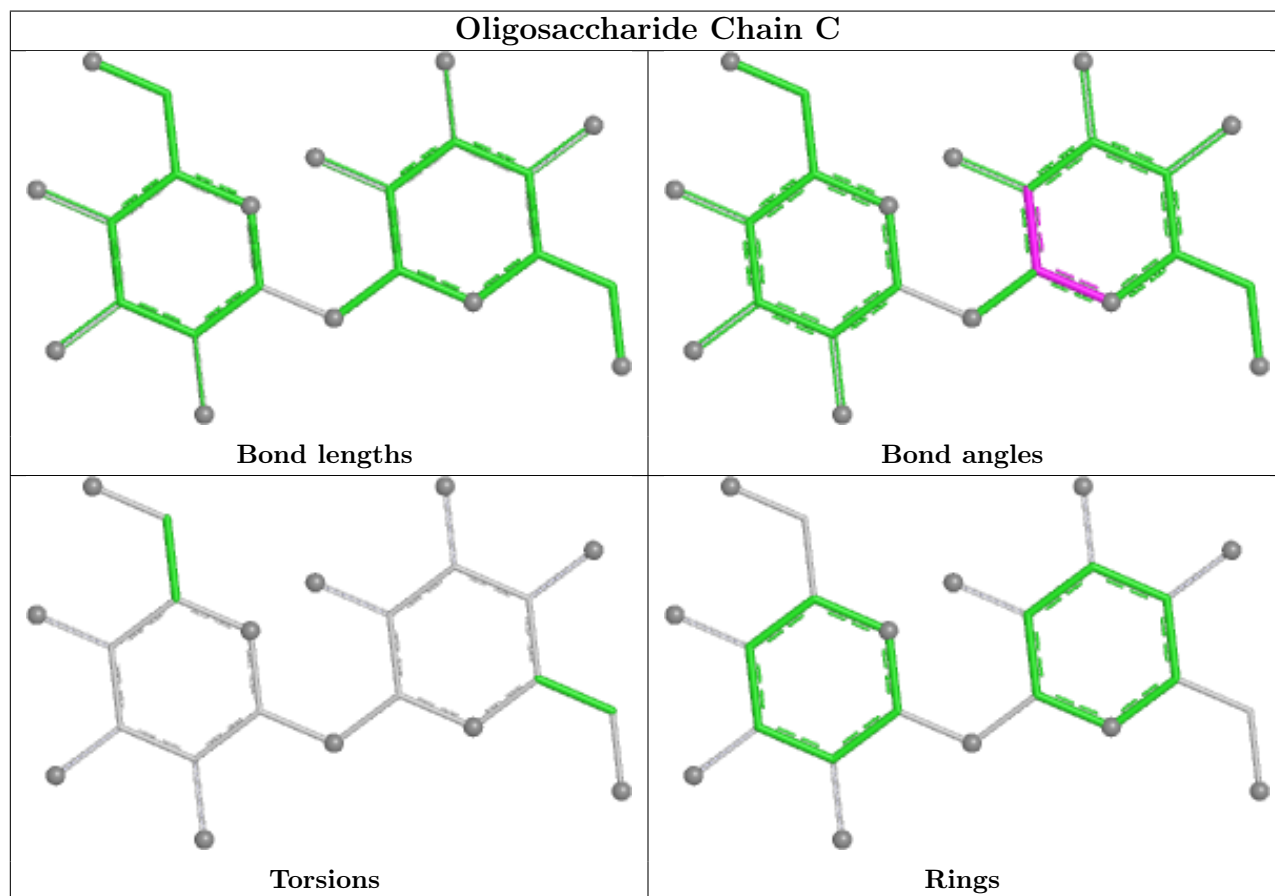 Oligosaccharide Chain C
Bond lengths
Bond angles
Torsions
Rings